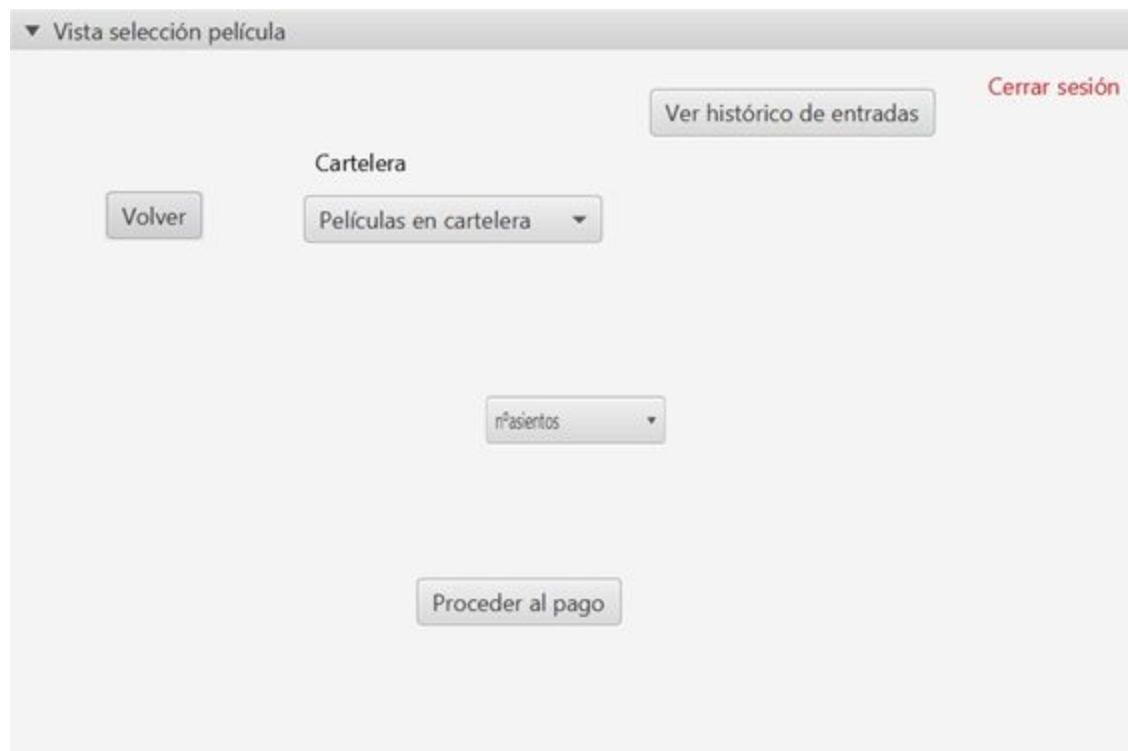 Vista selección película
Cerrar sesión
Ver histórico de entradas
Cartelera
Volver
Películas en cartelera
nºasientos
Proceder al pago